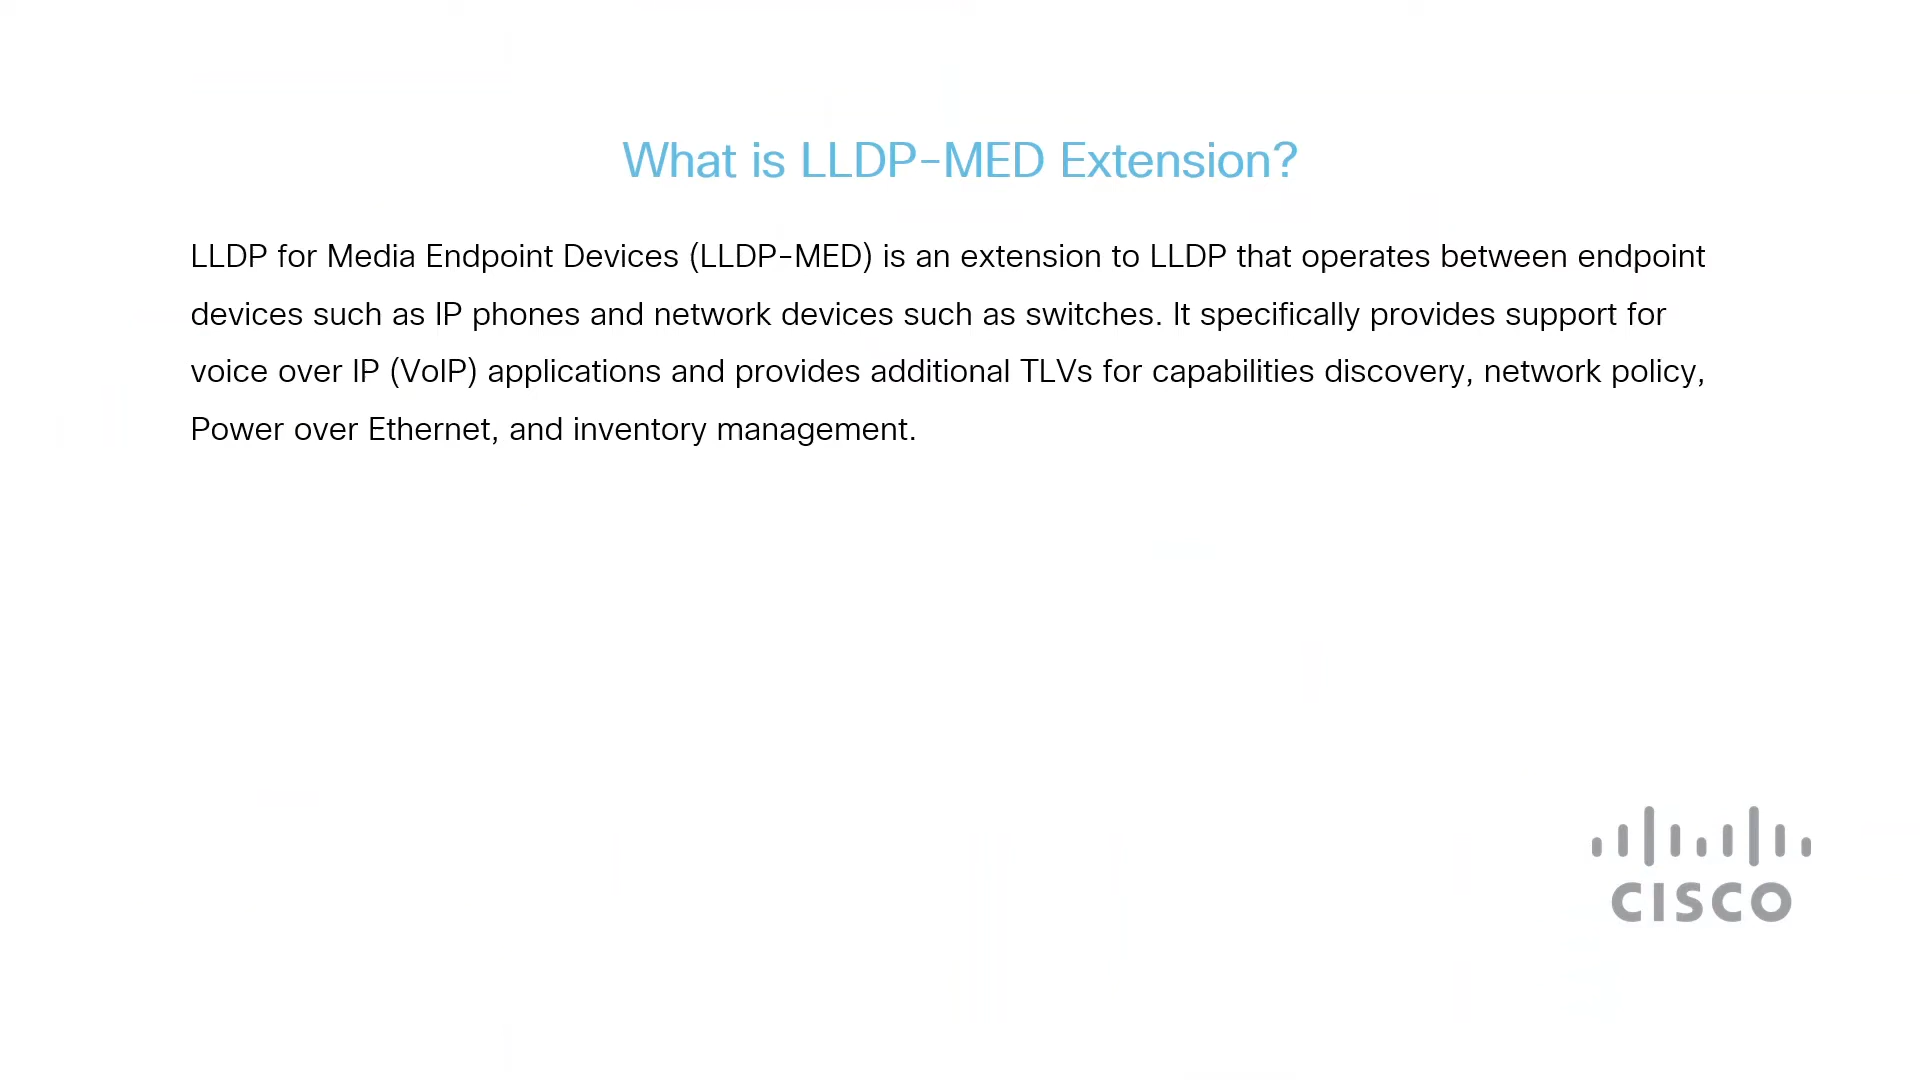 What is LLDP-MED Extension?
LLDP for Media Endpoint Devices (LLDP-MED) is an extension to LLDP that operates between endpoint
devices such as IP phones and network devices such as switches. It specifically provides support for
voice over IP (VoIP) applications and provides additional TLVs for capabilities discovery, network policy,
Power over Ethernet, and inventory management.
CISCO